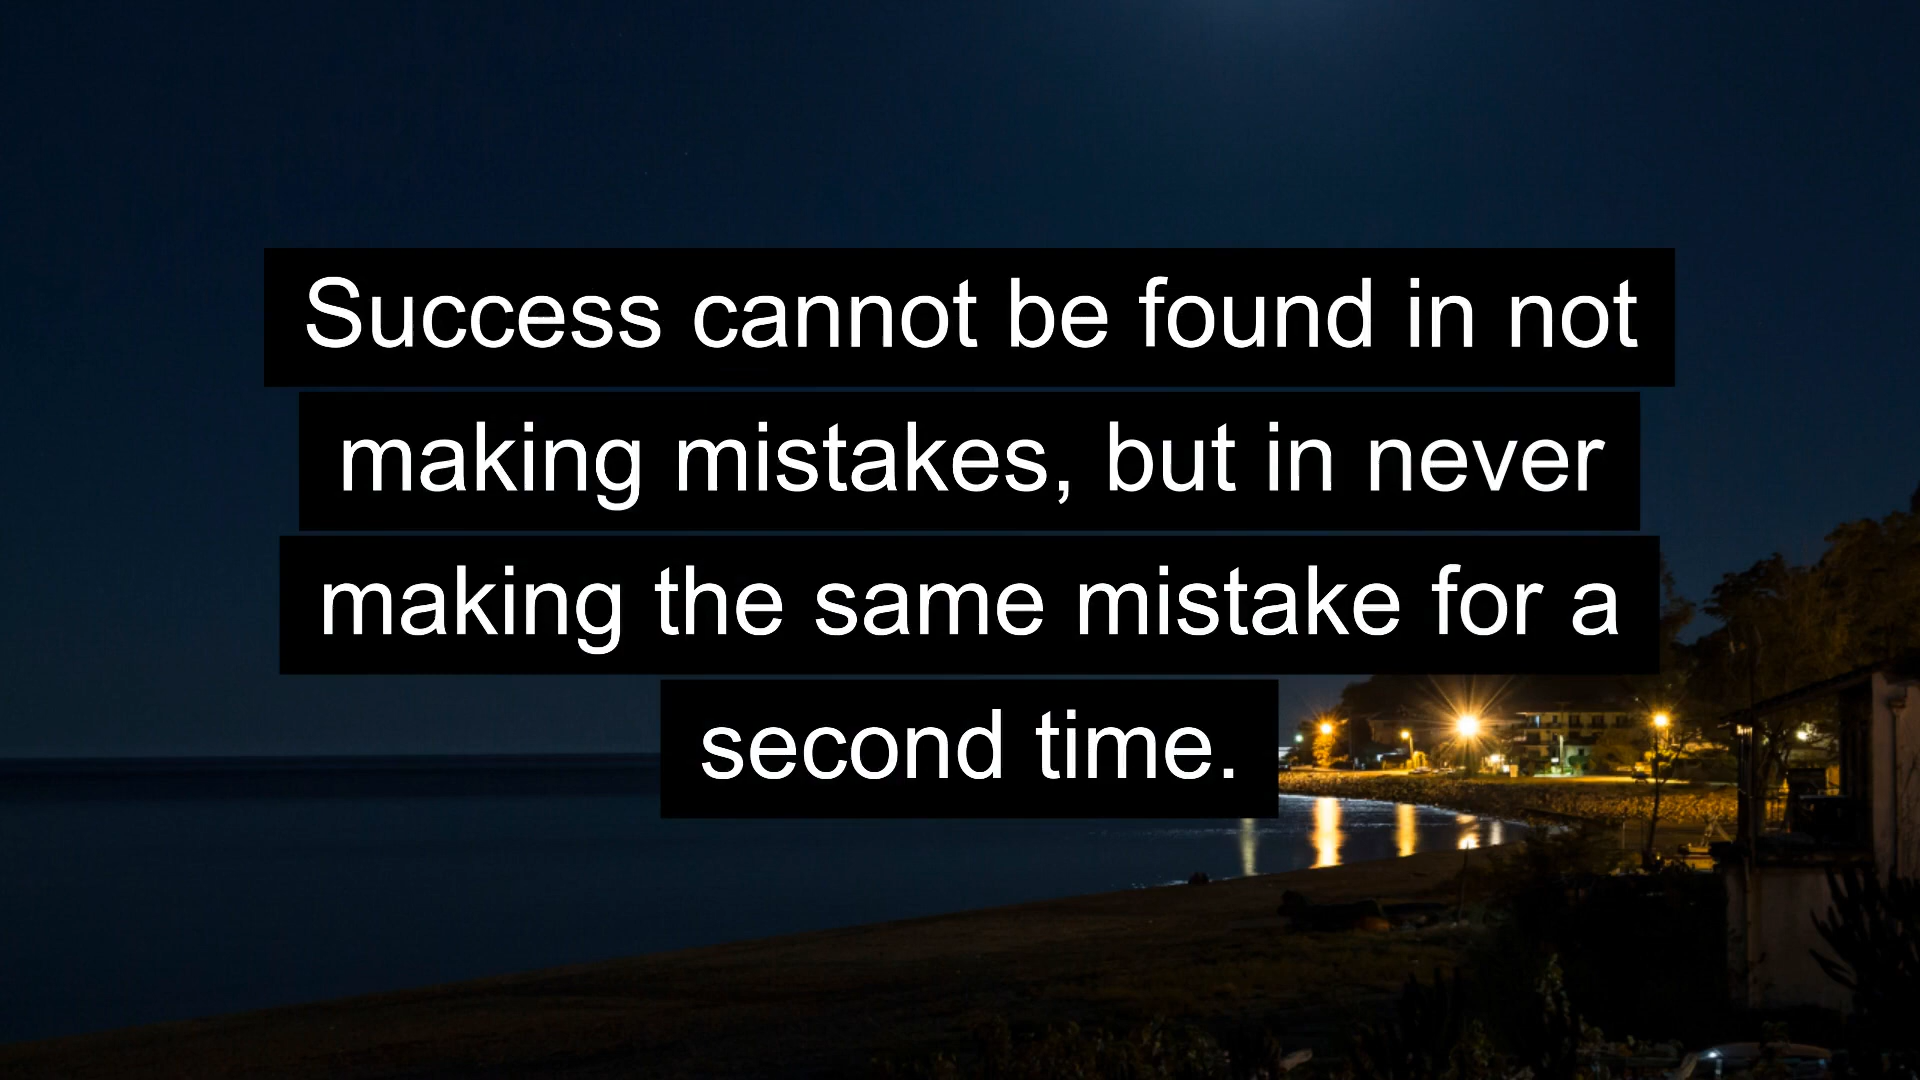 Success cannot be found in not
making mistakes, but in never
making the same mistake for a
second time.